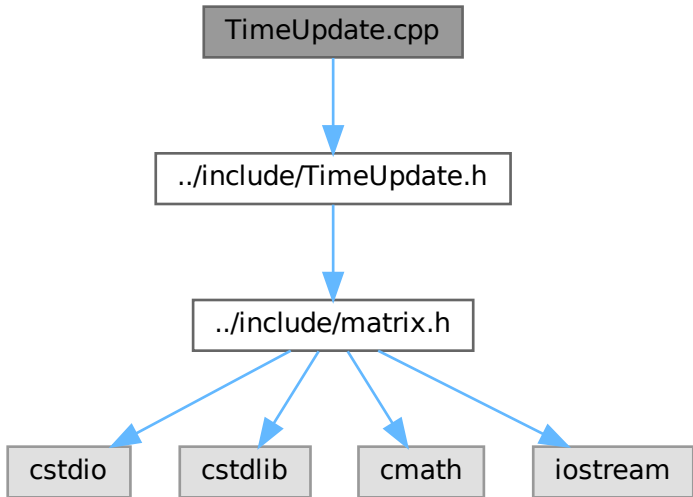 TimeUpdate.cpp
../include/TimeUpdate.h
../include/matrix.h
cstdio
cstdlib
cmath
iostream